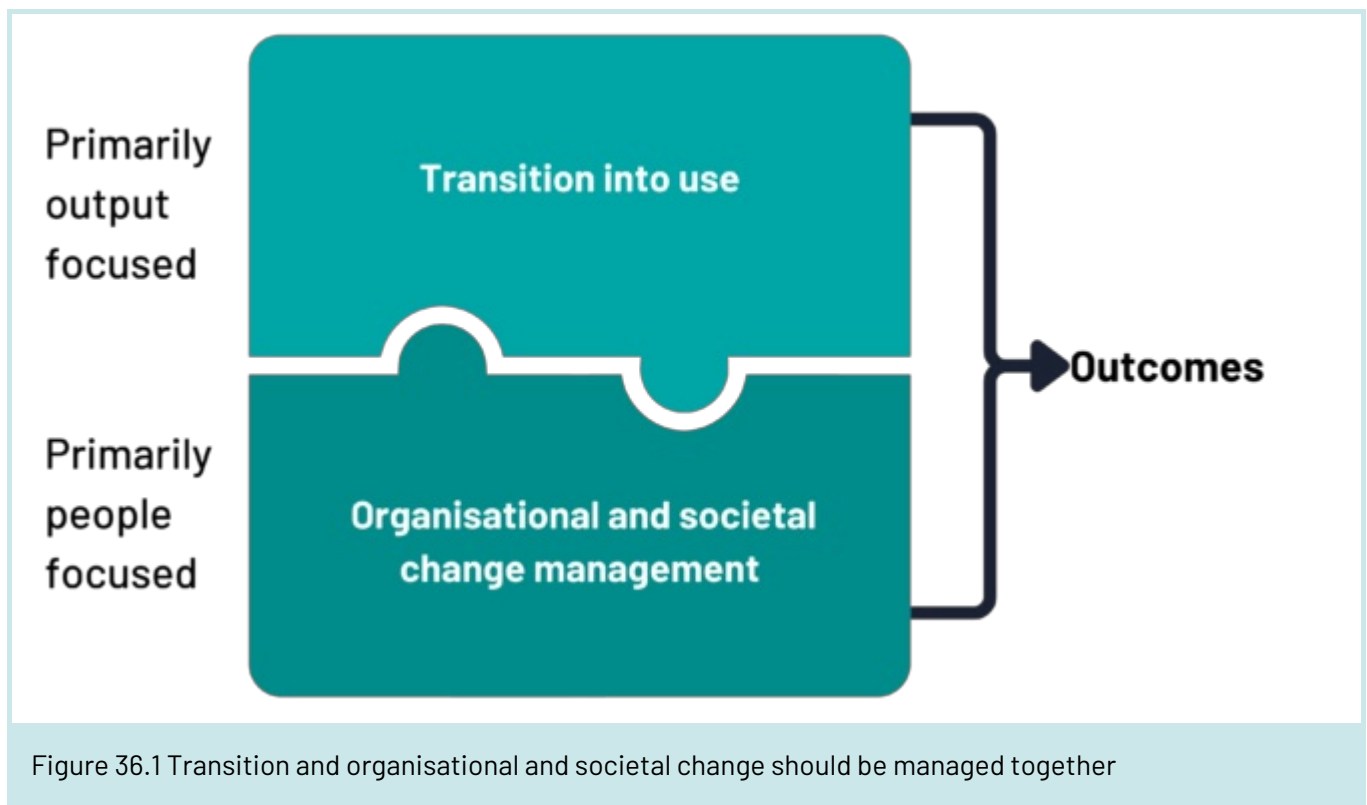 Primarily
output
focused
Transition into use
Outcomes
Primarily
people
focused
Organisational and societal
change management
Figure 36.1 Transition and organisational and societal change should be managed together